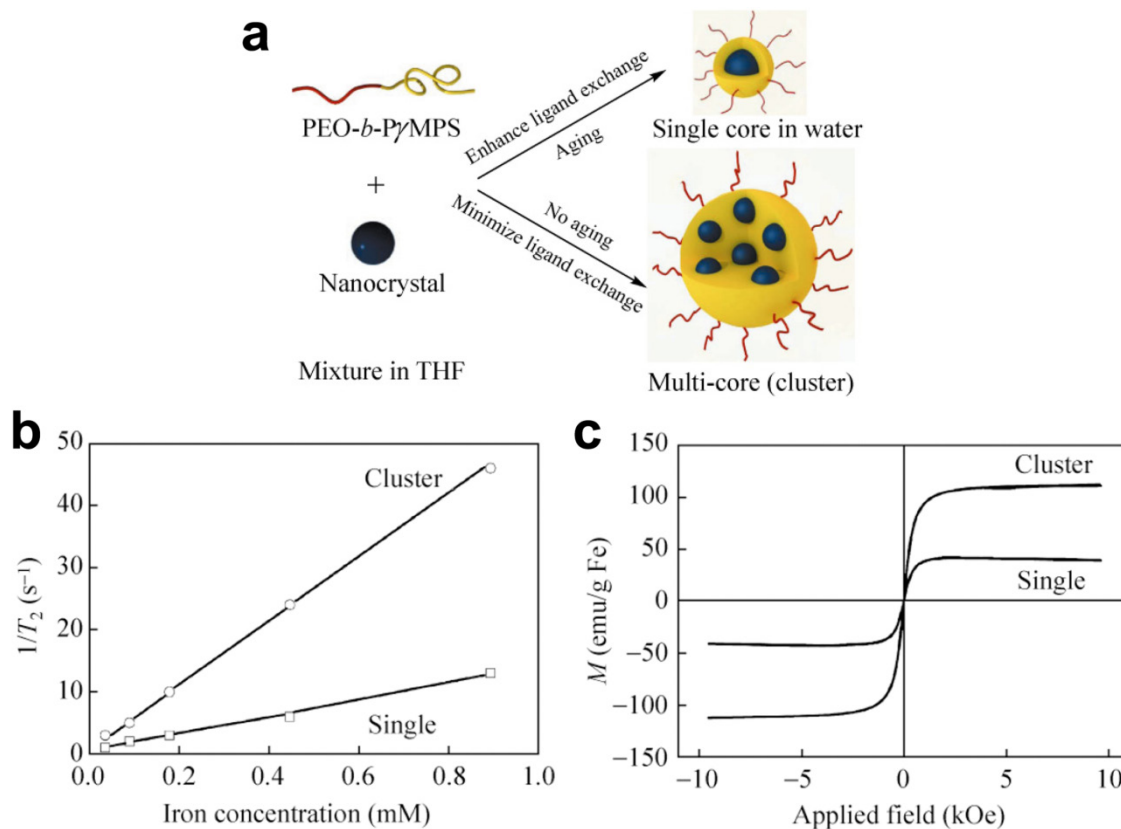 a
PEO-b-PγMPS
+
Nanocrystal
Mixture in THF
Enhance ligand exchange
Aging
No aging
Minimize ligand exchange
Single core in water
Multi-core (cluster)
b
50
40
30
20
10
0
0.0 0.2 0.4 0.6 0.8 1.0
1/T₂ (s⁻¹)
Iron concentration (mM)
Cluster
Single
c
150
100
50
0
−50
−100
−150
−10 −5 0 5 10
M (emu/g Fe)
Applied field (kOe)
Cluster
Single